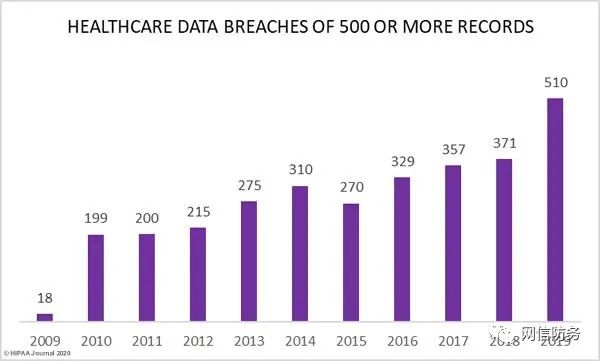 HEALTHCARE DATA BREACHES OF 500 OR MORE RECORDS
510
371
357
329
310
275
270
215
199
200
18
2009 2010 2011 2012 2013 2014 2015 2016 2017 2018 2019
© HIPAA Journal 2020
网信防务